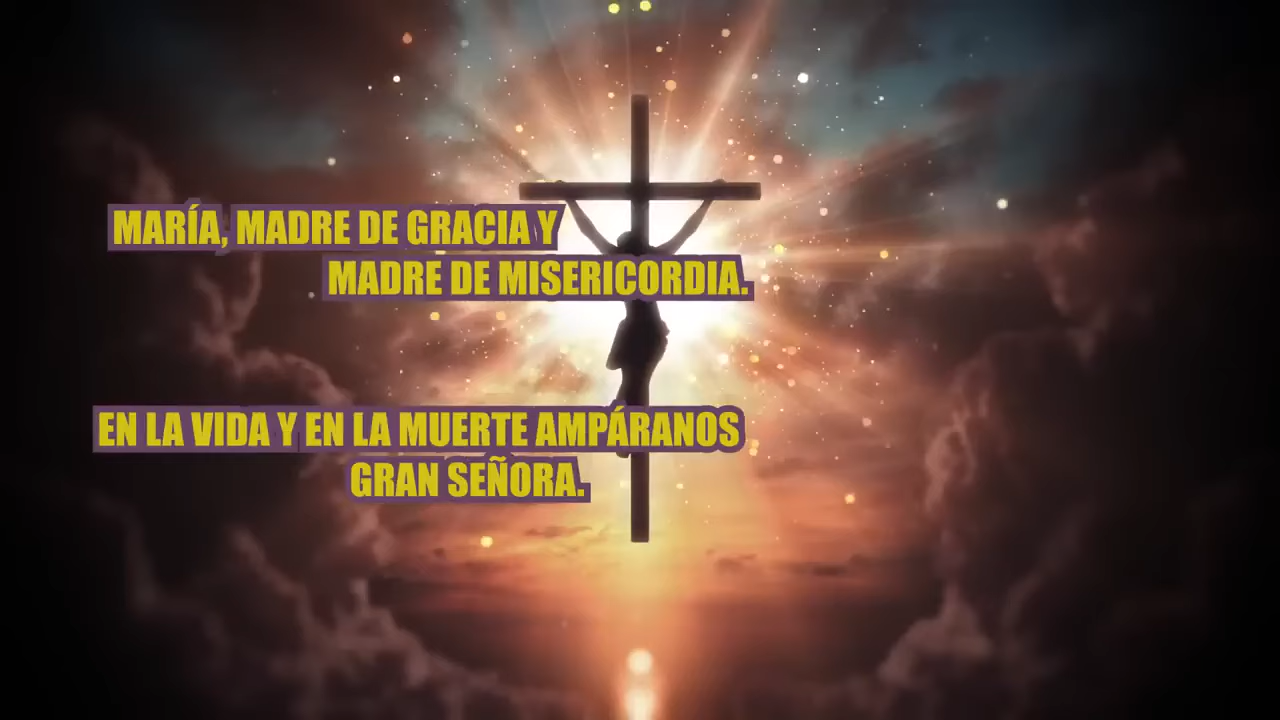 MARÍA, MADRE DE GRACIA Y
MADRE DE MISERICORDIA.
EN LA VIDA Y EN LA MUERTE AMPÁRANOS
GRAN SEÑORA.